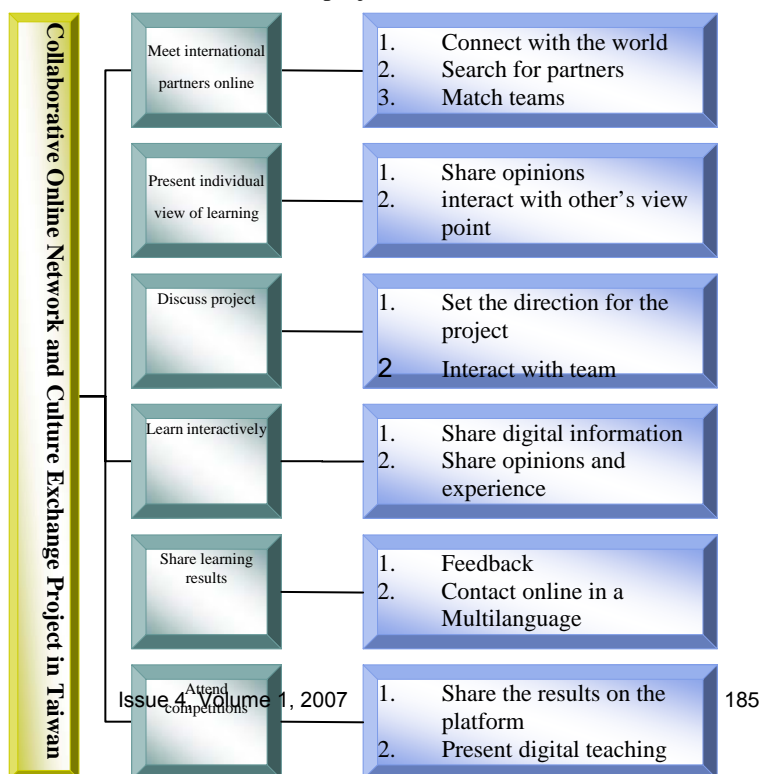 Collaborative Online Network and Culture Exchange Project in Taiwan
Meet international
partners online
1. Connect with the world
2. Search for partners
3. Match teams
Present individual
view of learning
1. Share opinions
2. interact with other's view
point
Discuss project
1. Set the direction for the
project
2 Interact with team
Learn interactively
1. Share digital information
2. Share opinions and
experience
Share learning
results
1. Feedback
2. Contact online in a
Multilanguage
Attend
competitions
1. Share the results on the
platform
2. Present digital teaching
Issue 4, Volume 1, 2007
185